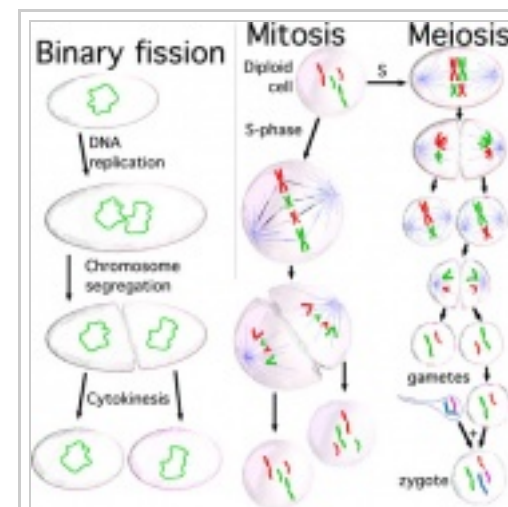 Binary fission
DNA
replication
Chromosome
segregation
Cytokinesis
Mitosis
Diploid
cell
S
S-phase
Meiosis
gametes
+
zygote